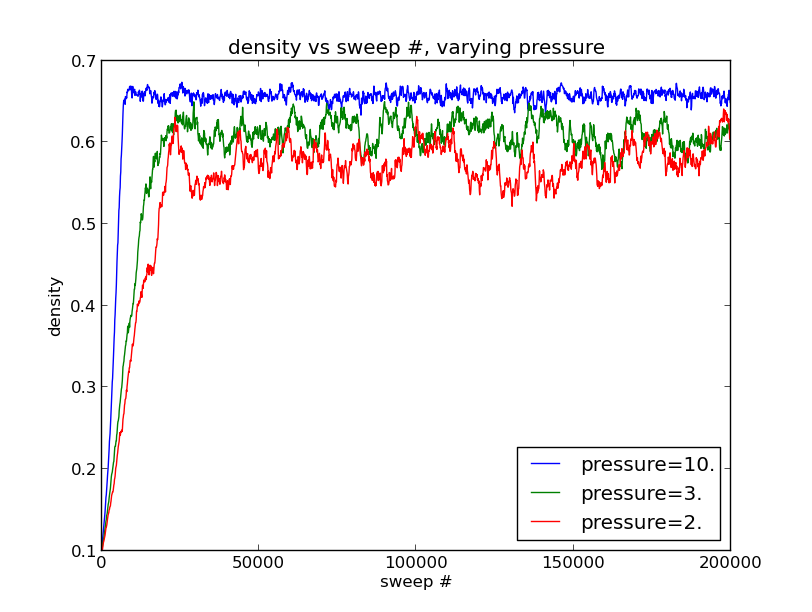 density vs sweep #, varying pressure
0.7
0.6
0.5
0.4
0.3
0.2
0.1
density
pressure=10.
pressure=3.
pressure=2.
0 50000 100000 150000 200000
sweep #